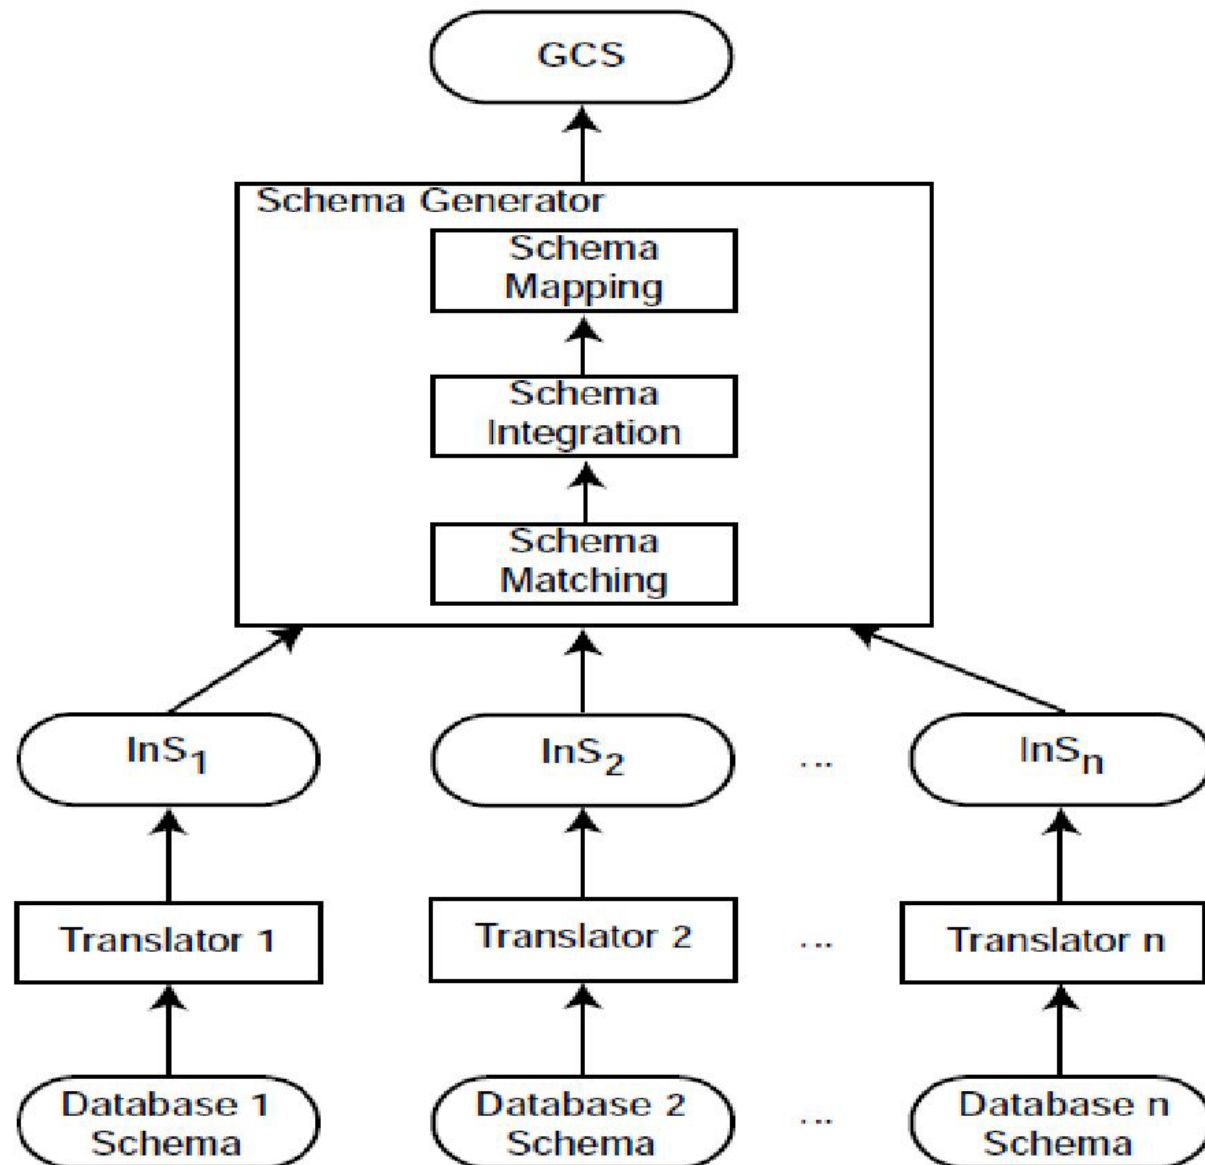 GCS
Schema Generator
Schema
Mapping
Schema
Integration
Schema
Matching
InS1
InS2
...
InSn
Translator 1
Translator 2
...
Translator n
Database 1
Schema
Database 2
Schema
...
Database n
Schema